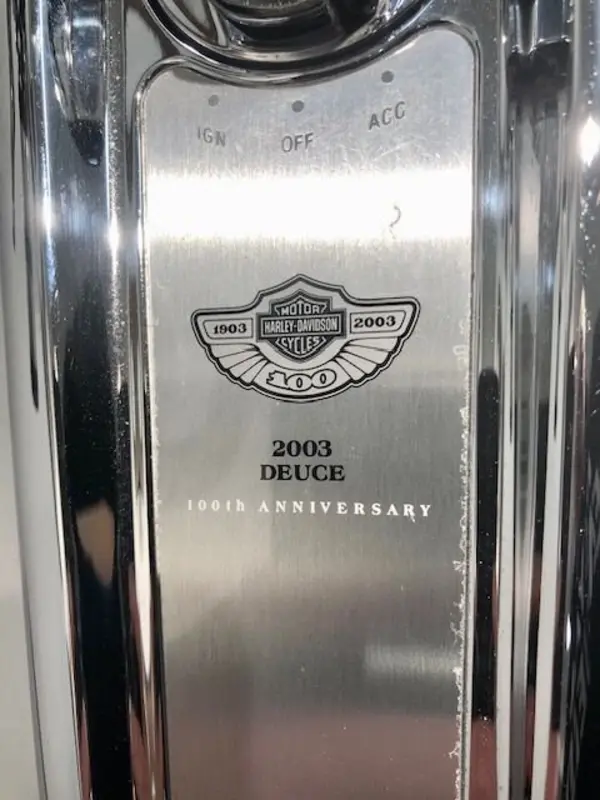 IGN OFF ACC
MOTOR
1903 HARLEY-DAVIDSON 2003
CYCLES
100
2003
DEUCE
100th ANNIVERSARY